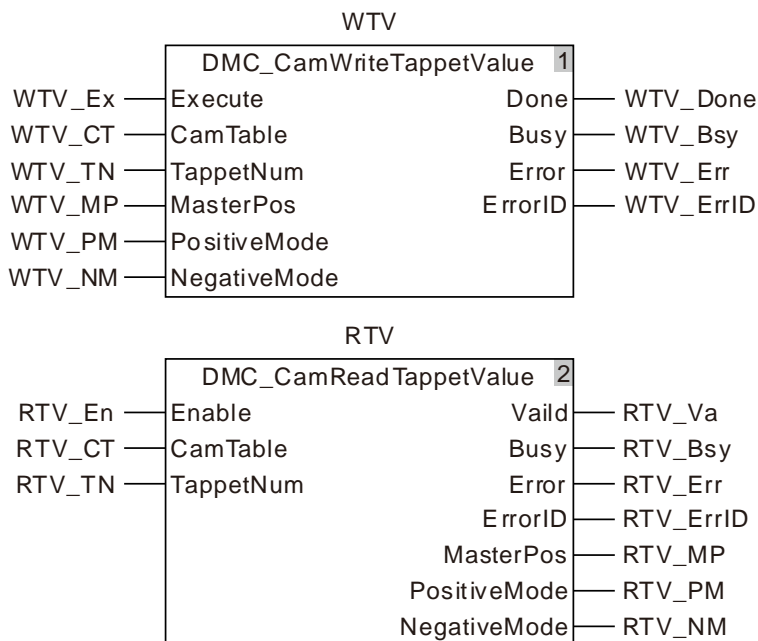 WTV
DMC_CamWriteTappetValue 1
WTV_Ex Execute Done WTV_Done
WTV_CT CamTable Busy WTV_Bsy
WTV_TN TappetNum Error WTV_Err
WTV_MP MasterPos ErrorID WTV_ErrID
WTV_PM PositiveMode
WTV_NM NegativeMode
RTV
DMC_CamReadTappetValue 2
RTV_En Enable Vaild RTV_Va
RTV_CT CamTable Busy RTV_Bsy
RTV_TN TappetNum Error RTV_Err
ErrorID RTV_ErrID
MasterPos RTV_MP
PositiveMode RTV_PM
NegativeMode RTV_NM